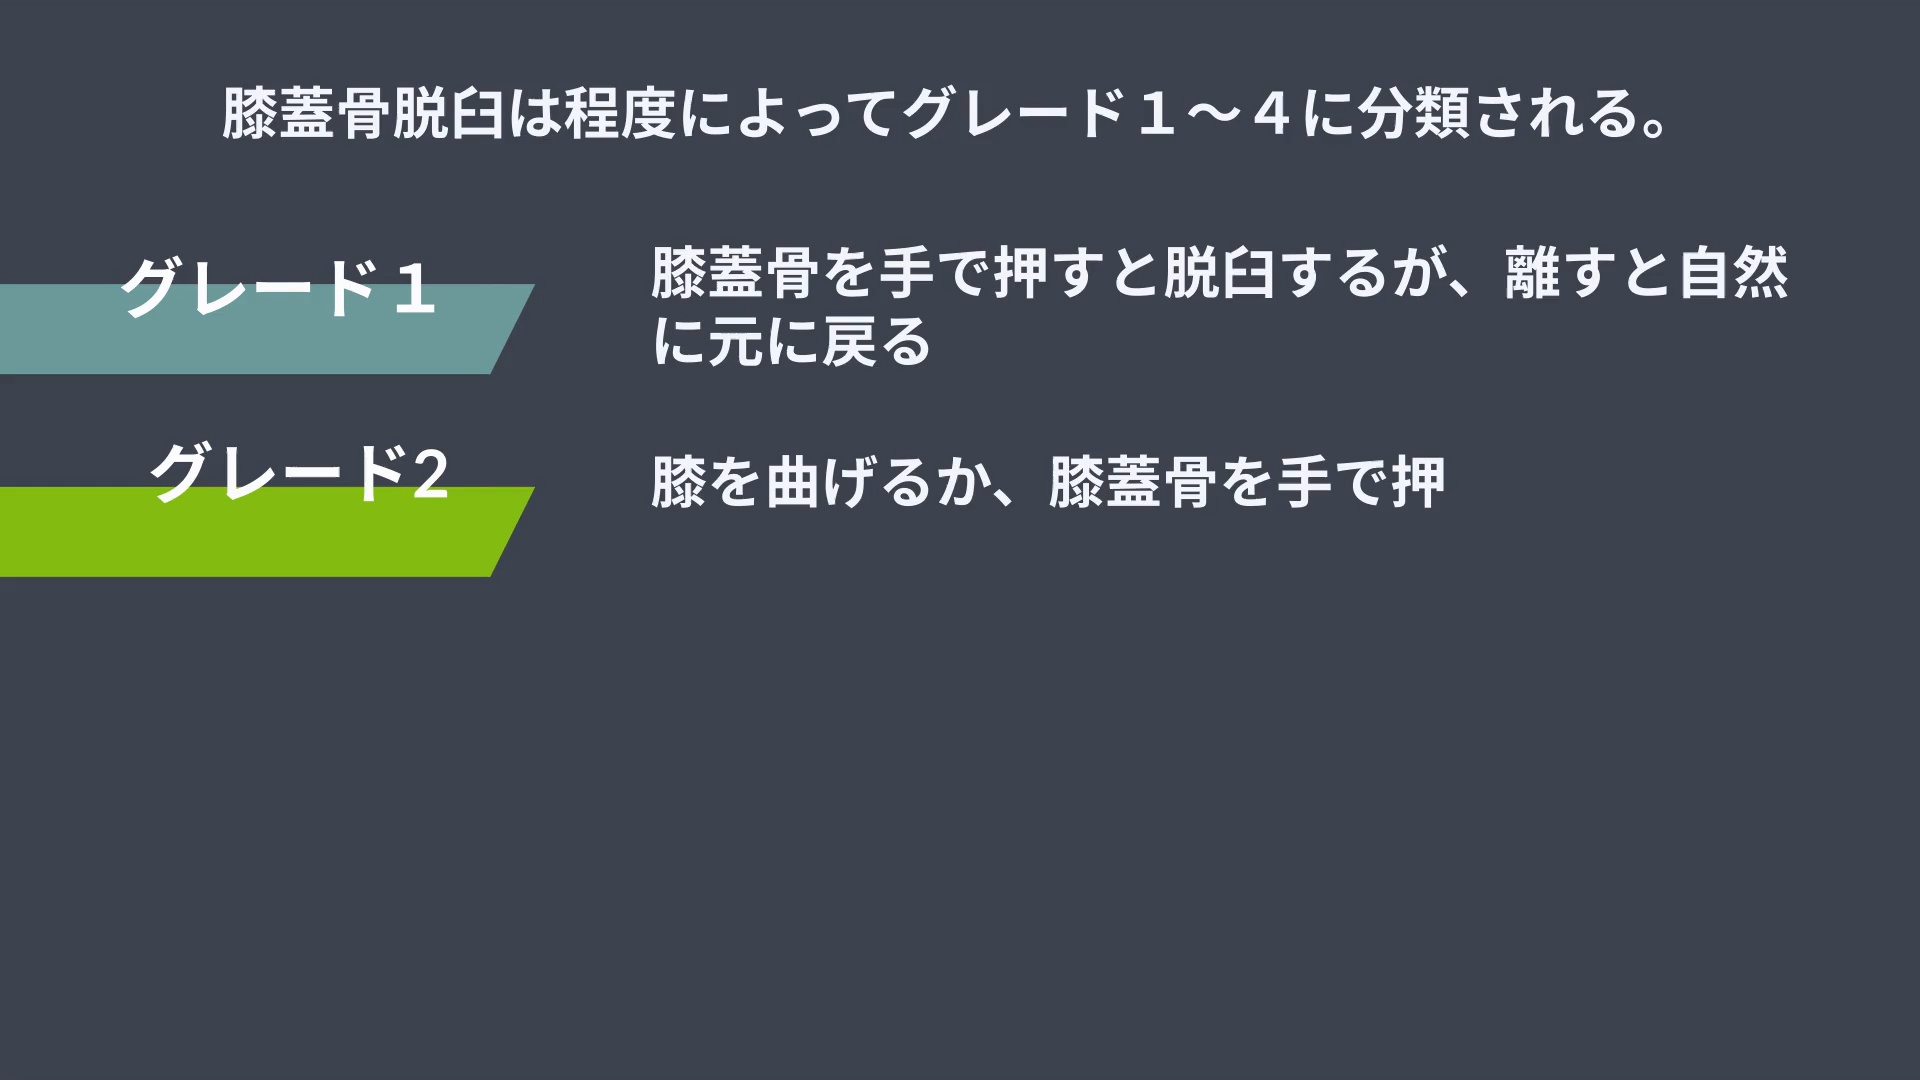 膝蓋骨脱臼は程度によってグレード１～４に分類される。
グレード１
膝蓋骨を手で押すと脱臼するが、離すと自然
に元に戻る
グレード2
膝を曲げるか、膝蓋骨を手で押